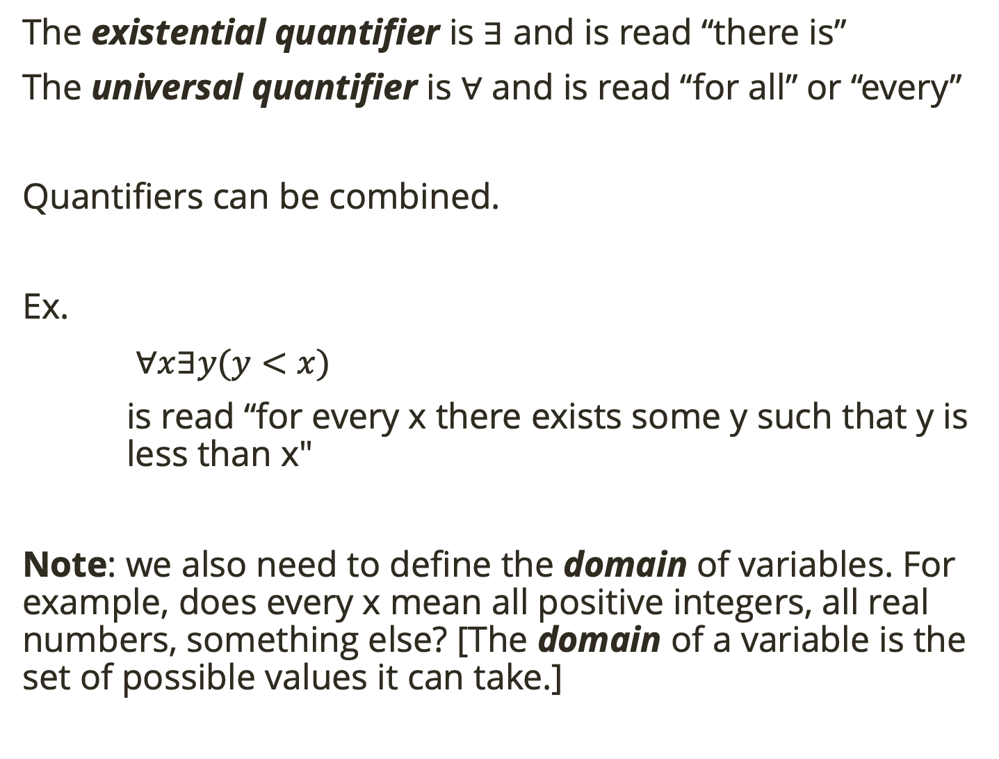 The existential quantifier is ∃ and is read “there is”
The universal quantifier is ∀ and is read “for all” or “every”
Quantifiers can be combined.
Ex.
∀𝑥∃𝑦(𝑦 < 𝑥)
is read “for every x there exists some y such that y is
less than x"
Note: we also need to define the domain of variables. For
example, does every x mean all positive integers, all real
numbers, something else? [The domain of a variable is the
set of possible values it can take.]